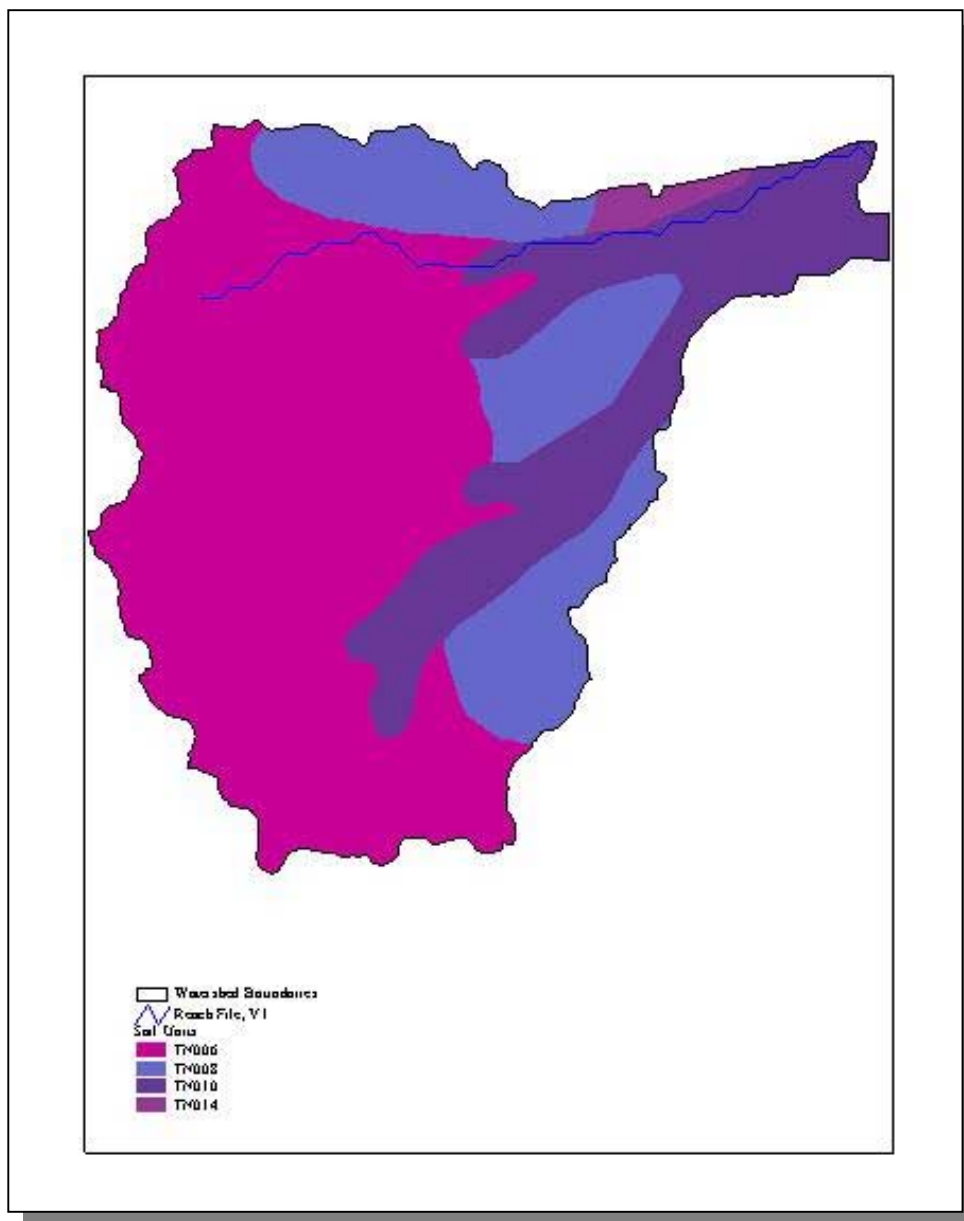 Watershed Boundaries
Reach File, V1
Soil Units
TN006
TN008
TN010
TN014